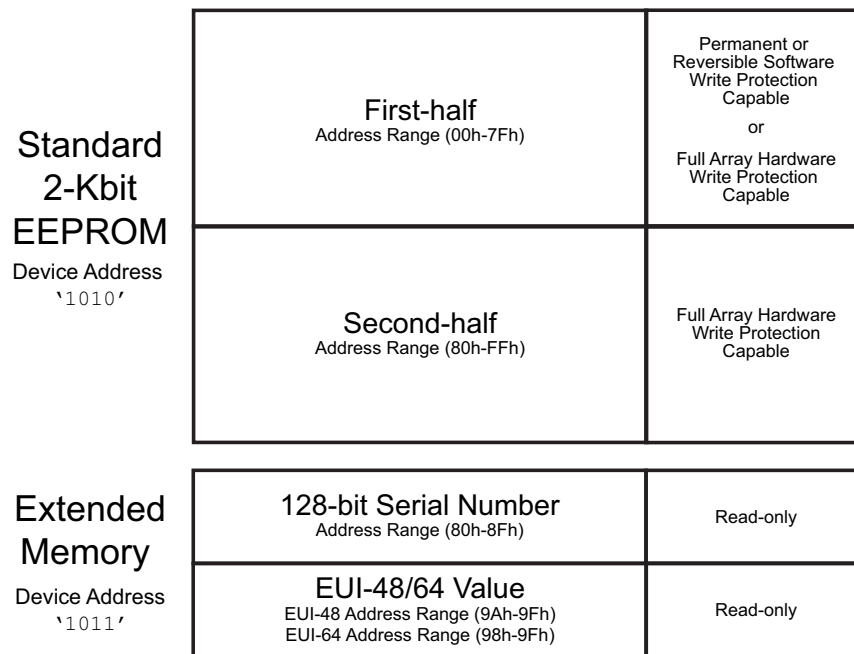 Standard
2-Kbit
EEPROM
Device Address
‘1010’
First-half
Address Range (00h-7Fh)
Permanent or
Reversible Software
Write Protection
Capable
or
Full Array Hardware
Write Protection
Capable
Second-half
Address Range (80h-FFh)
Full Array Hardware
Write Protection
Capable
Extended
Memory
Device Address
‘1011’
128-bit Serial Number
Address Range (80h-8Fh)
Read-only
EUI-48/64 Value
EUI-48 Address Range (9Ah-9Fh)
EUI-64 Address Range (98h-9Fh)
Read-only